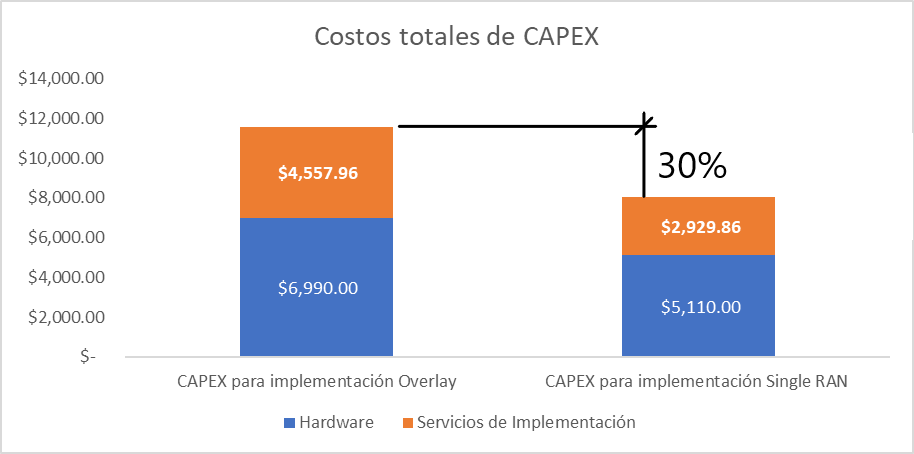 Costos totales de CAPEX
$14,000.00
$12,000.00
$10,000.00
$8,000.00
$6,000.00
$4,000.00
$2,000.00
$-
$4,557.96
$6,990.00
30%
$2,929.86
$5,110.00
CAPEX para implementación Overlay
CAPEX para implementación Single RAN
Hardware
Servicios de Implementación